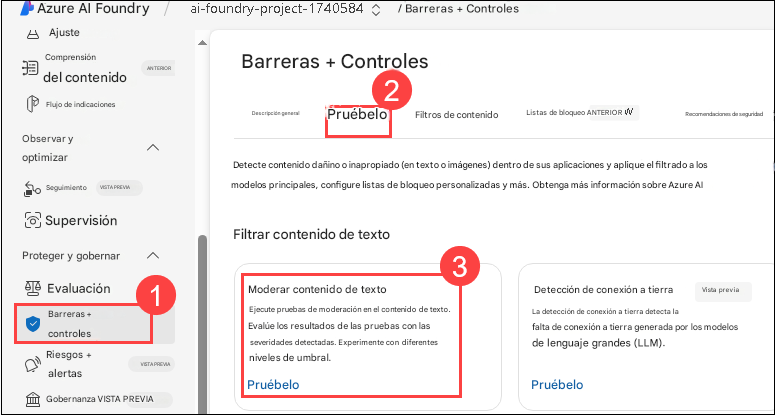 Azure AI Foundry / ai-foundry-project-1740584 / Barreras + Controles
Ajuste
Comprensión
del contenido ANTERIOR
Flujo de indicaciones
Observar y
optimizar
Seguimiento VISTA PREVIA
Supervisión
Proteger y gobernar
Evaluación
1
Barreras +
controles
Riesgos +
alertas VISTA PREVIA
Gobernanza VISTA PREVIA
Barreras + Controles
2
Descripción general Pruébelo Filtros de contenido Listas de bloqueo ANTERIOR W Recomendaciones de seguridad
Detecte contenido dañino o inapropiado (en texto o imágenes) dentro de sus aplicaciones y aplique el filtrado a los
modelos principales, configure listas de bloqueo personalizadas y más. Obtenga más información sobre Azure AI
Filtrar contenido de texto
3
Moderar contenido de texto
Ejecute pruebas de moderación en el contenido de texto.
Evalúe los resultados de las pruebas con las
severidades detectadas. Experimente con diferentes
niveles de umbral.
Pruébelo
Detección de conexión a tierra Vista previa
La detección de conexión a tierra detecta la
falta de conexión a tierra generada por los modelos
de lenguaje grandes (LLM).
Pruébelo